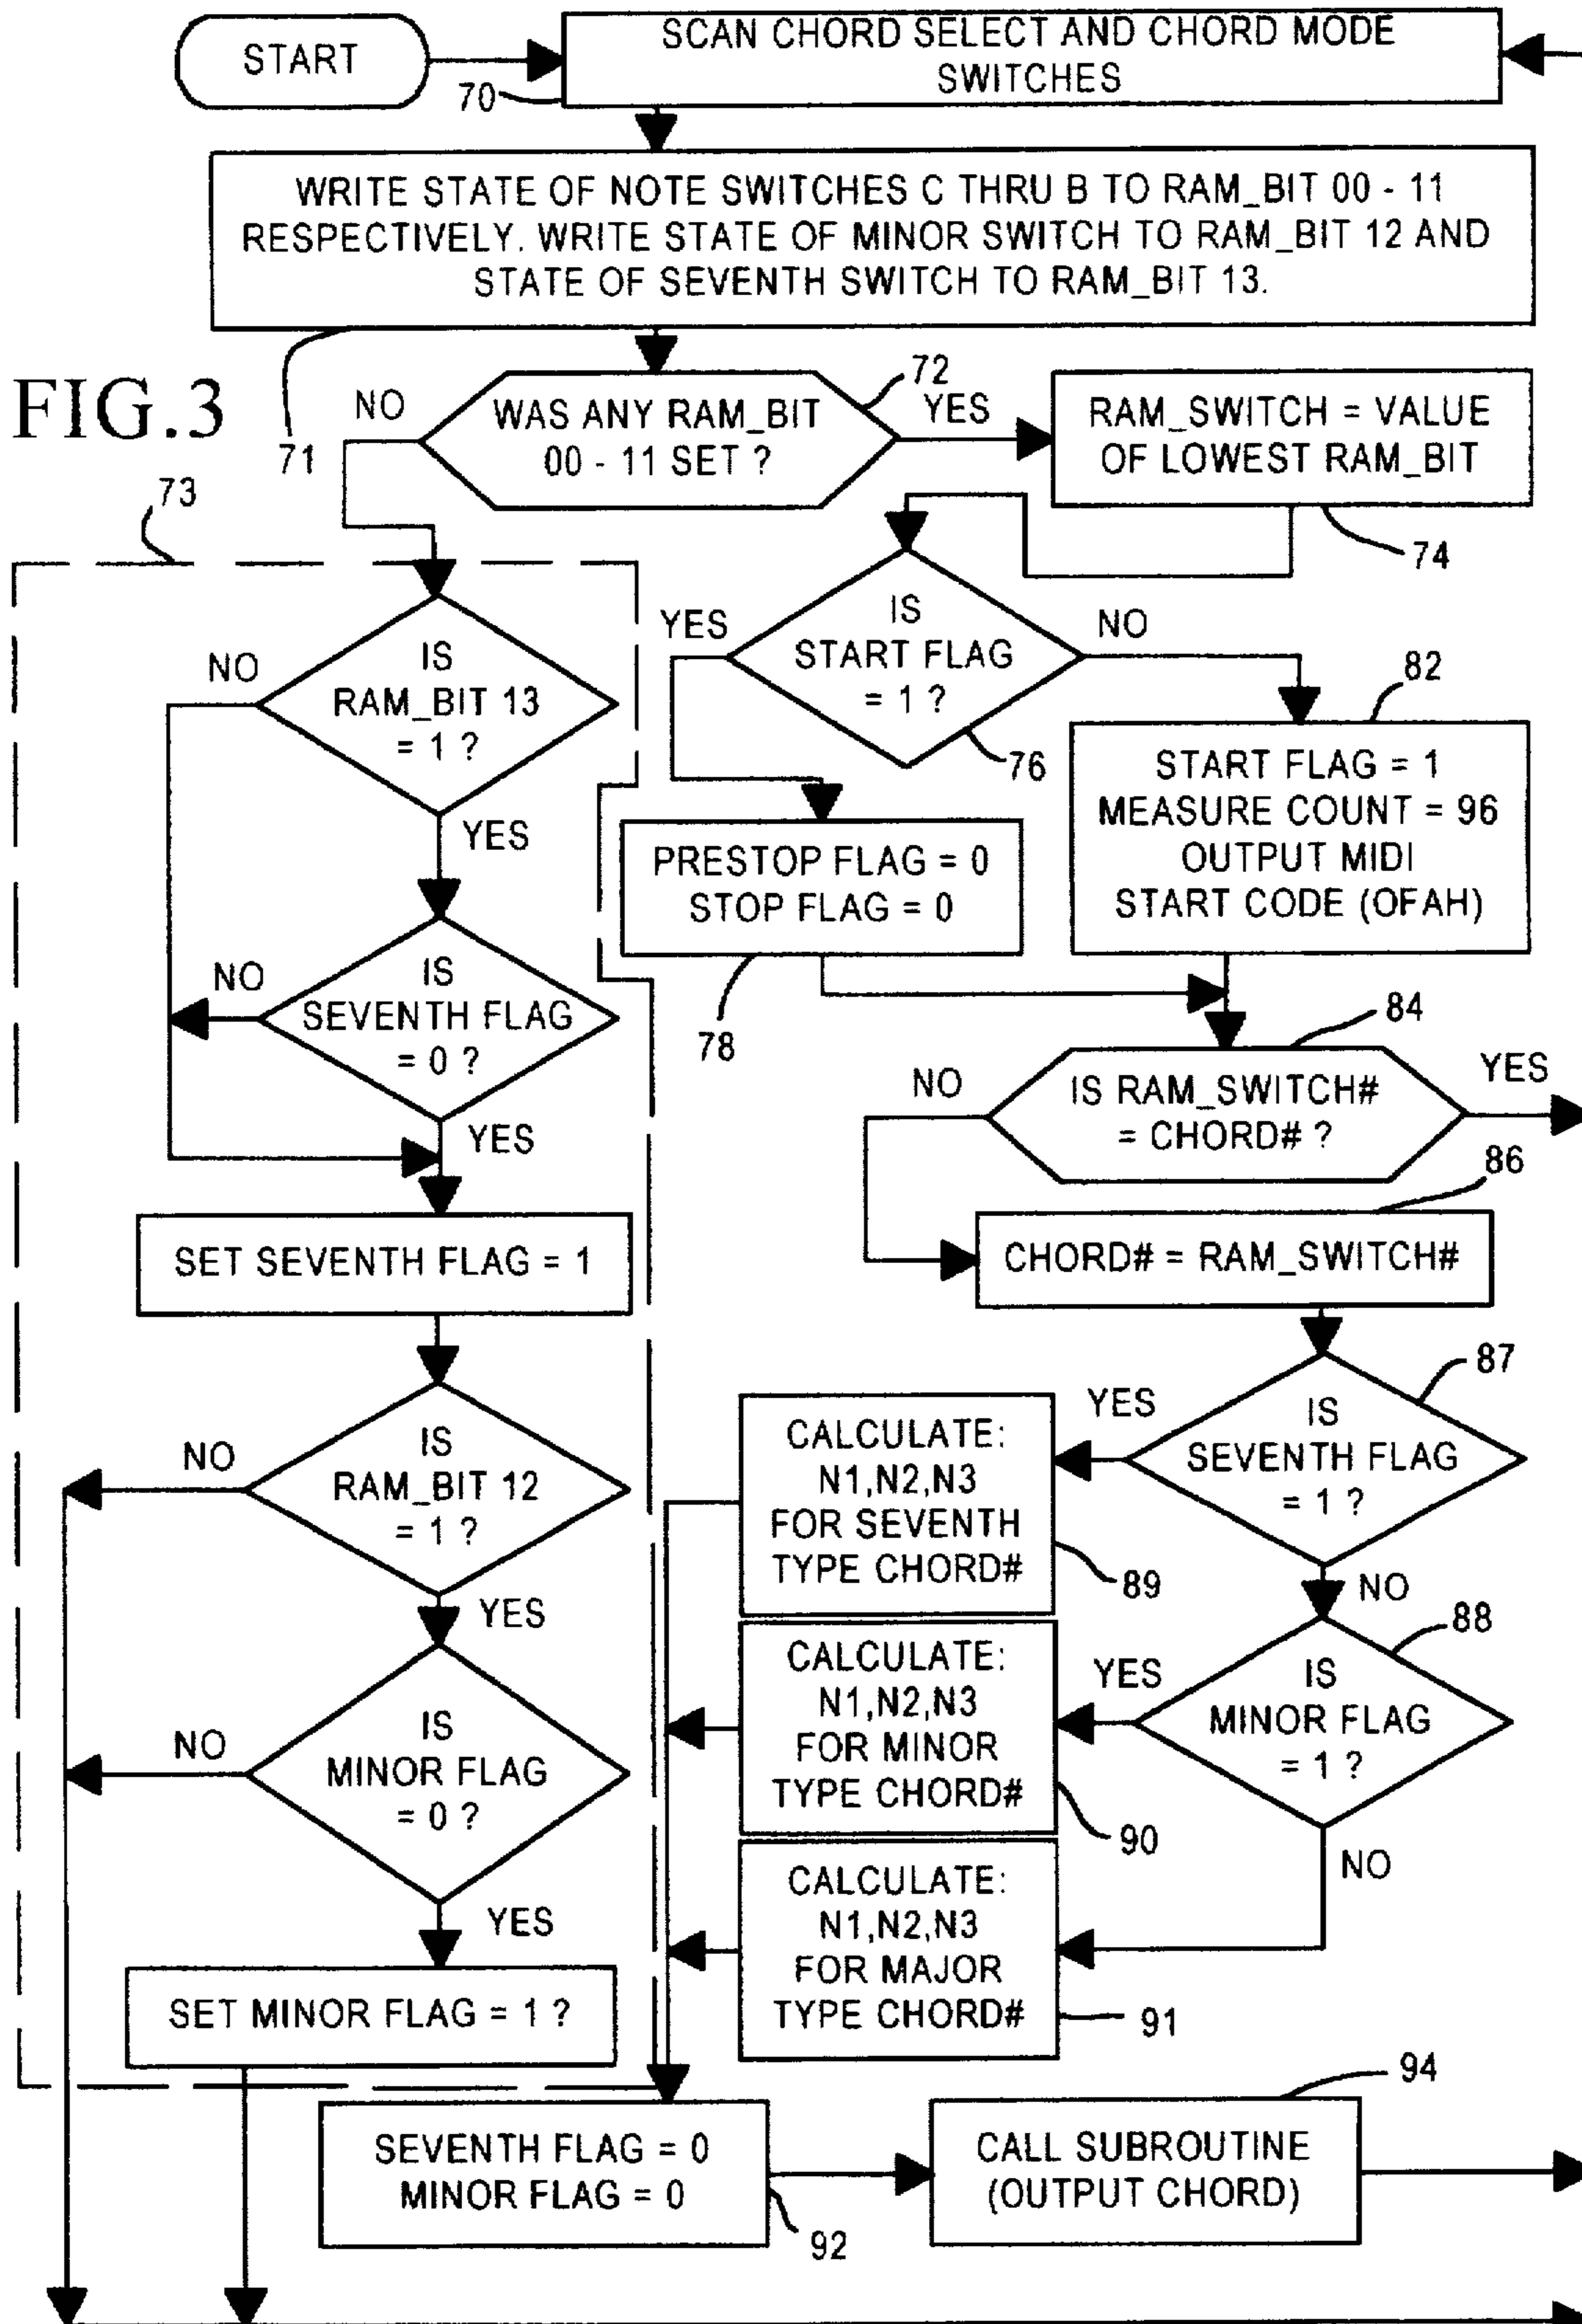 START
SCAN CHORD SELECT AND CHORD MODE
SWITCHES
70
WRITE STATE OF NOTE SWITCHES C THRU B TO RAM_BIT 00 - 11
RESPECTIVELY. WRITE STATE OF MINOR SWITCH TO RAM_BIT 12 AND
STATE OF SEVENTH SWITCH TO RAM_BIT 13.
71
FIG.3
NO
WAS ANY RAM_BIT
00 - 11 SET ?
72
YES
RAM_SWITCH = VALUE
OF LOWEST RAM_BIT
74
73
IS
RAM_BIT 13
= 1 ?
NO
YES
IS
SEVENTH FLAG
= 0 ?
NO
YES
SET SEVENTH FLAG = 1
IS
RAM_BIT 12
= 1 ?
NO
YES
IS
MINOR FLAG
= 0 ?
NO
YES
SET MINOR FLAG = 1 ?
IS
START FLAG
= 1 ?
YES
NO
76
82
PRESTOP FLAG = 0
STOP FLAG = 0
78
START FLAG = 1
MEASURE COUNT = 96
OUTPUT MIDI
START CODE (OFAH)
84
NO
IS RAM_SWITCH#
= CHORD# ?
YES
86
CHORD# = RAM_SWITCH#
87
IS
SEVENTH FLAG
= 1 ?
YES
NO
CALCULATE:
N1,N2,N3
FOR SEVENTH
TYPE CHORD#
89
88
IS
MINOR FLAG
= 1 ?
YES
NO
CALCULATE:
N1,N2,N3
FOR MINOR
TYPE CHORD#
90
CALCULATE:
N1,N2,N3
FOR MAJOR
TYPE CHORD#
91
SEVENTH FLAG = 0
MINOR FLAG = 0
92
94
CALL SUBROUTINE
(OUTPUT CHORD)